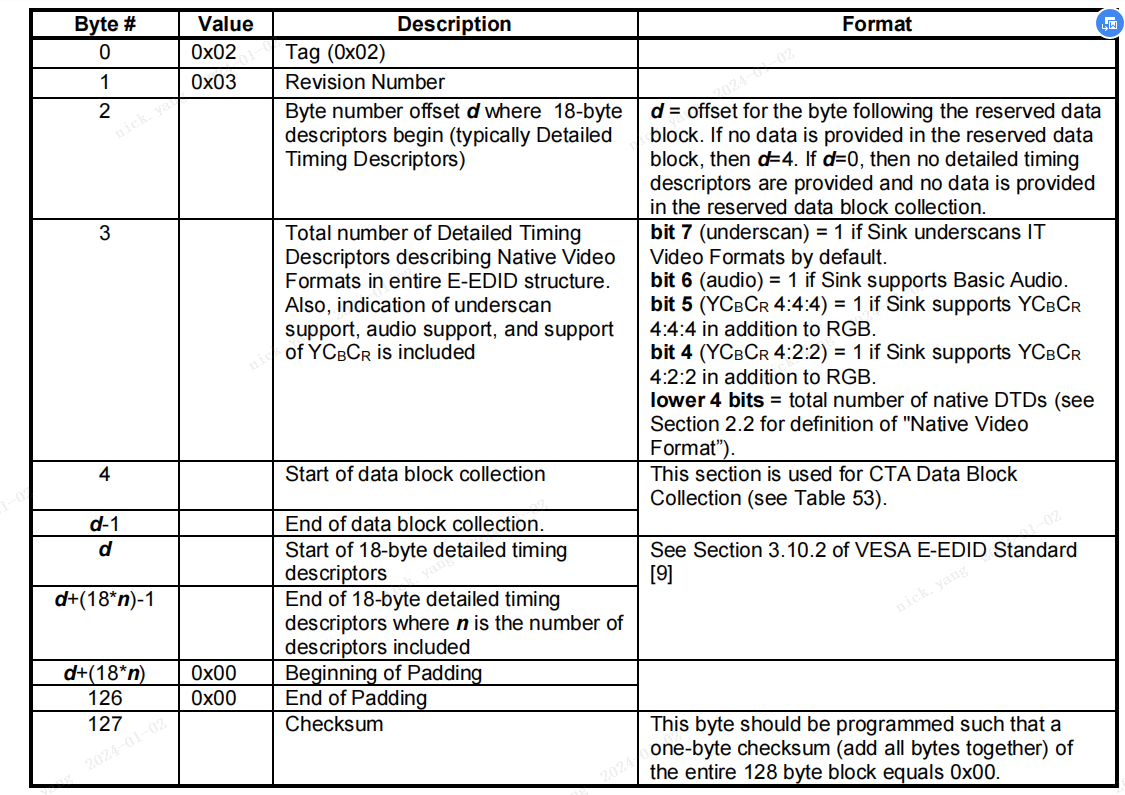 Byte # Value Description Format
0 0x02 Tag (0x02)
1 0x03 Revision Number
2 Byte number offset d where 18-byte
descriptors begin (typically Detailed
Timing Descriptors)
d = offset for the byte following the reserved data
block. If no data is provided in the reserved data
block, then d=4. If d=0, then no detailed timing
descriptors are provided and no data is provided
in the reserved data block collection.
3 Total number of Detailed Timing
Descriptors describing Native Video
Formats in entire E-EDID structure.
Also, indication of underscan
support, audio support, and support
of YCBCR is included
bit 7 (underscan) = 1 if Sink underscans IT
Video Formats by default.
bit 6 (audio) = 1 if Sink supports Basic Audio.
bit 5 (YCBCR 4:4:4) = 1 if Sink supports YCBCR
4:4:4 in addition to RGB.
bit 4 (YCBCR 4:2:2) = 1 if Sink supports YCBCR
4:2:2 in addition to RGB.
lower 4 bits = total number of native DTDs (see
Section 2.2 for definition of "Native Video
Format”).
4 Start of data block collection
This section is used for CTA Data Block
Collection (see Table 53).
d-1 End of data block collection.
d Start of 18-byte detailed timing
descriptors
See Section 3.10.2 of VESA E-EDID Standard
[9]
d+(18*n)-1 End of 18-byte detailed timing
descriptors where n is the number of
descriptors included
d+(18*n) 0x00 Beginning of Padding
126 0x00 End of Padding
127 Checksum
This byte should be programmed such that a
one-byte checksum (add all bytes together) of
the entire 128 byte block equals 0x00.
nick.yang 2024-01-02